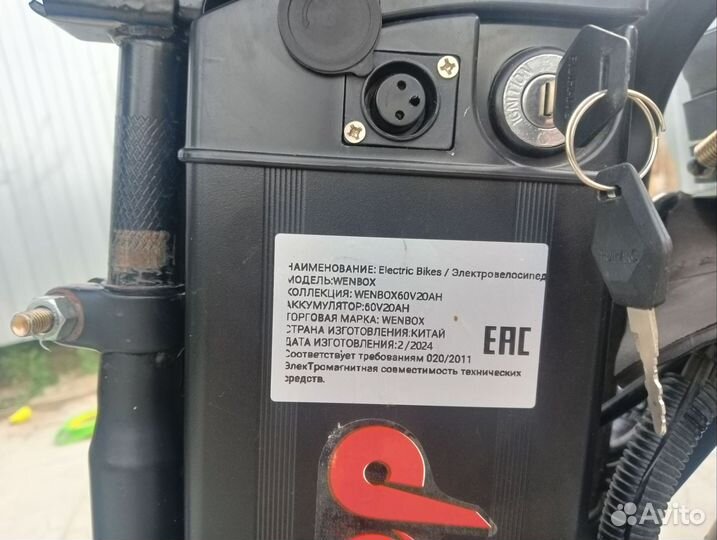 IGNITION
НАИМЕНОВАНИЕ: Electric Bikes / Электровелосипед
МОДЕЛЬ:WENBOX
КОЛЛЕКЦИЯ: WENBOX60V20AH
АККУМУЛЯТОР:60V20AH
ТОРГОВАЯ МАРКА: WENBOX
СТРАНА ИЗГОТОВЛЕНИЯ:КИТАЙ
ДАТА ИЗГОТОВЛЕНИЯ:2/2024
Соответствует требованиям 020/2011
ЭлекТромагнитная совместимость технических
средств.
EAC
Avito